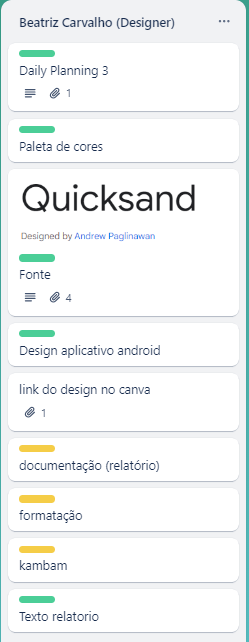 Beatriz Carvalho (Designer)
Daily Planning 3
1
Paleta de cores
Quicksand
Designed by Andrew Paglinawan
Fonte
4
Design aplicativo android
link do design no canva
1
documentação (relatório)
formatação
kambam
Texto relatorio